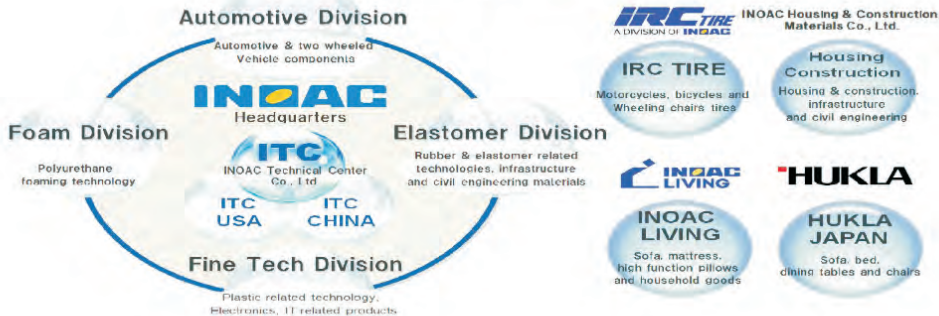 Automotive Division
Automotive & two wheeled
Vehicle components
INOAC
Headquarters
Foam Division
Polyurethane
foaming technology
ITC
INOAC Technical Center
Co., Ltd
ITC
USA
ITC
CHINA
Elastomer Division
Rubber & elastomer related
technologies, infrastructure
and civil engineering materials
Fine Tech Division
Plastic related technology,
Electronics, IT related products
IRC TIRE
A DIVISION OF INOAC
IRC TIRE
Motorcycles, bicycles and
Wheeling chairs tires
INOAC Housing & Construction
Materials Co., Ltd.
Housing
Construction
Housing & construction,
infrastructure
and civil engineering
INOAC
LIVING
INOAC
LIVING
Sofa, mattress,
high function pillows
and household goods
HUKLA
HUKLA
JAPAN
Sofa, bed,
dining tables and chairs